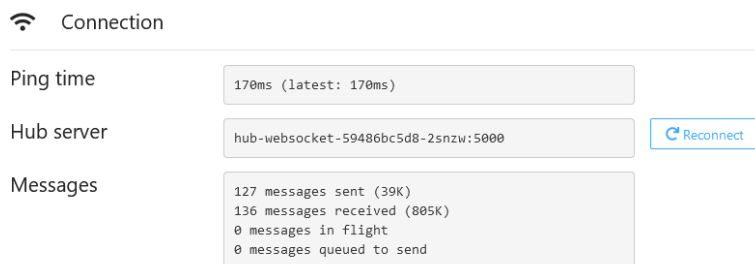 Connection
Ping time
170ms (latest: 170ms)
Hub server
hub-websocket-59486bc5d8-2snzw:5000
Reconnect
Messages
127 messages sent (39K)
136 messages received (805K)
0 messages in flight
0 messages queued to send